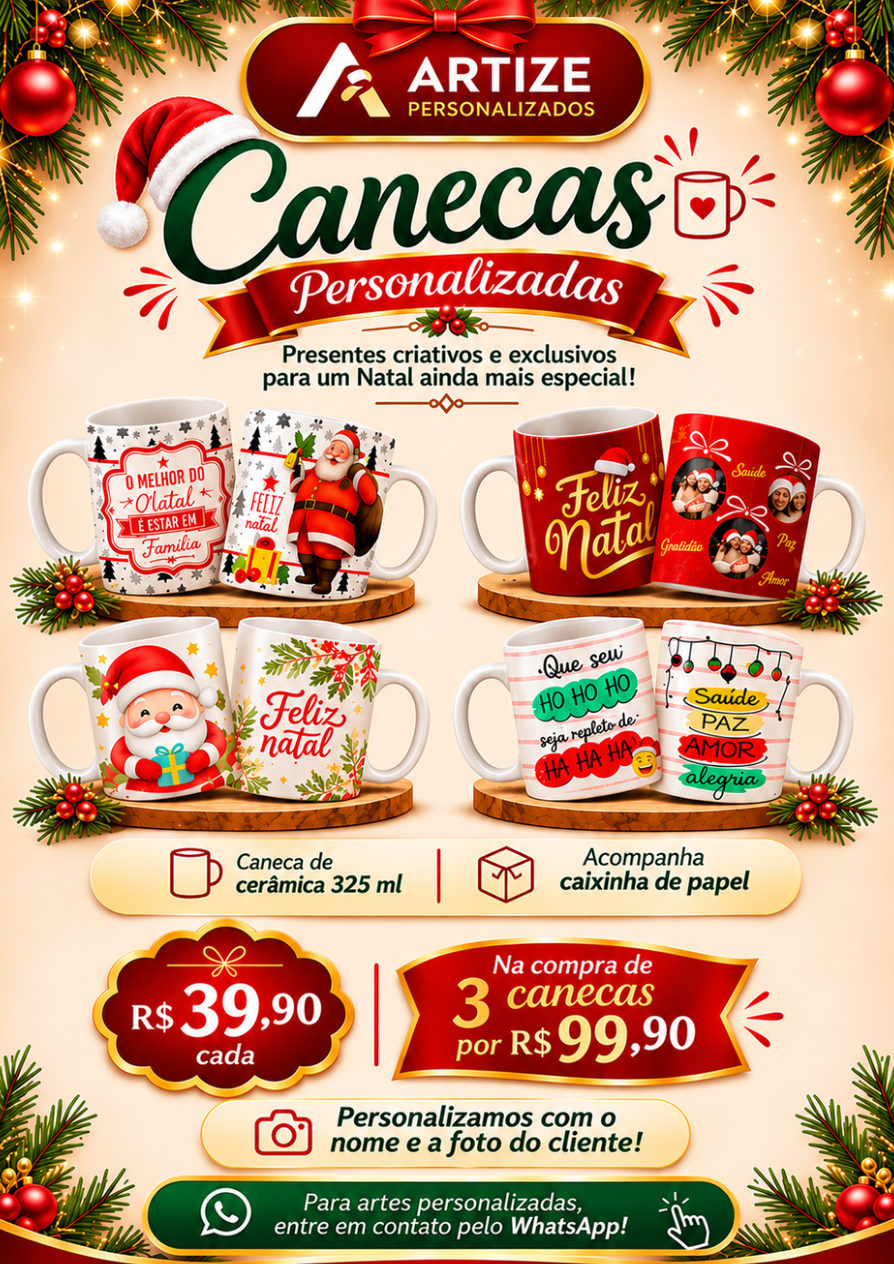 ARTIZE
PERSONALIZADOS
Canecas
Personalizadas
Presentes criativos e exclusivos
para um Natal ainda mais especial!
O MELHOR DO
Natal
É ESTAR EM
Familia
FELIZ
natal
Feliz
Natal
Saúde
Gratidão
Paz
Amor
Feliz
natal
Que seu
HO HO HO
seja repleto de
HA HA HA
Saúde
PAZ
AMOR
alegria
Caneca de
cerâmica 325 ml
Acompanha
caixinha de papel
R$ 39,90
cada
Na compra de
3 canecas
por R$ 99,90
Personalizamos com o
nome e a foto do cliente!
Para artes personalizadas,
entre em contato pelo WhatsApp!